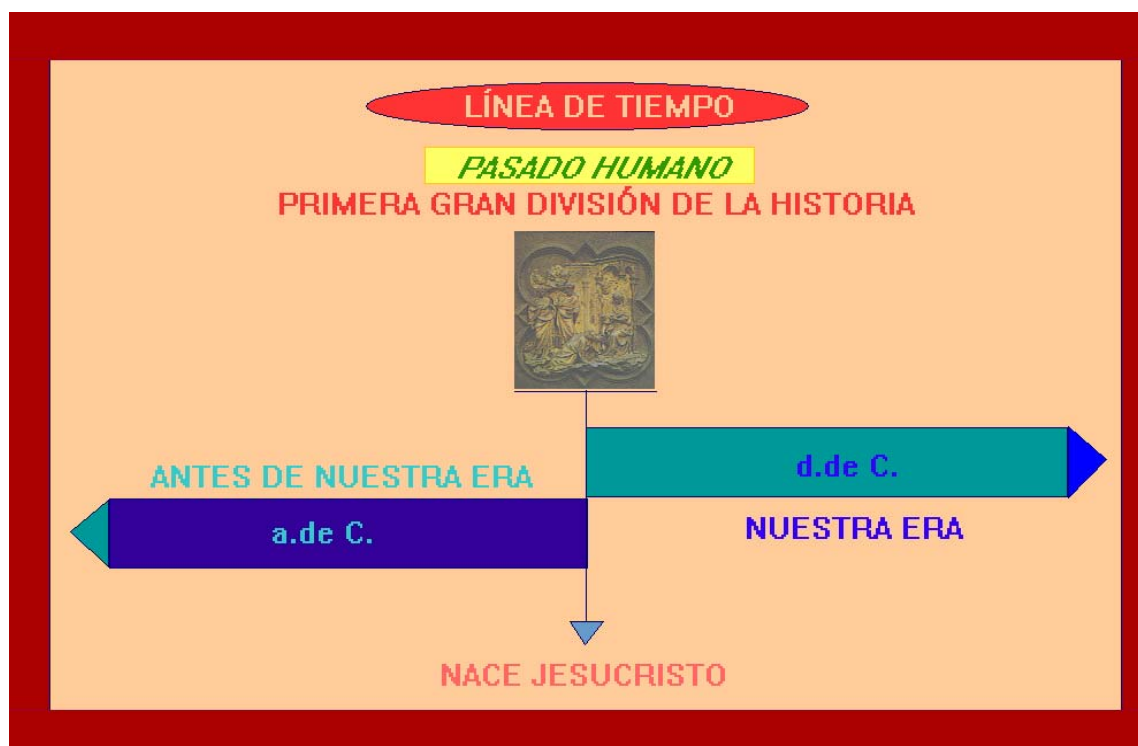 LÍNEA DE TIEMPO
PASADO HUMANO
PRIMERA GRAN DIVISIÓN DE LA HISTORIA
ANTES DE NUESTRA ERA
a.de C.
d.de C.
NUESTRA ERA
NACE JESUCRISTO